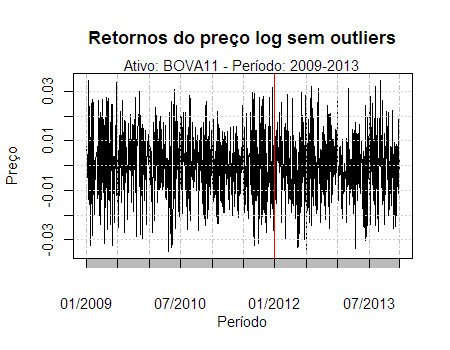 Retornos do preço log sem outliers
Ativo: BOVA11 - Período: 2009-2013
Preço
0.03
0.01
-0.01
-0.03
01/2009 07/2010 01/2012 07/2013
Período